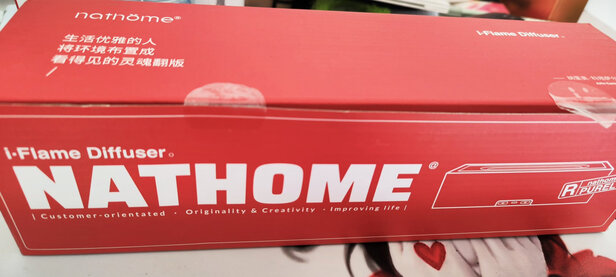 nathome®
i-Flame Diffuser
生活优雅的人
将环境布置成
看得见的灵魂翻版
i-Flame Diffuser
NATHOME
| Customer-orientated · Originality & Creativity · Improving life |
R
nathome
PUREL